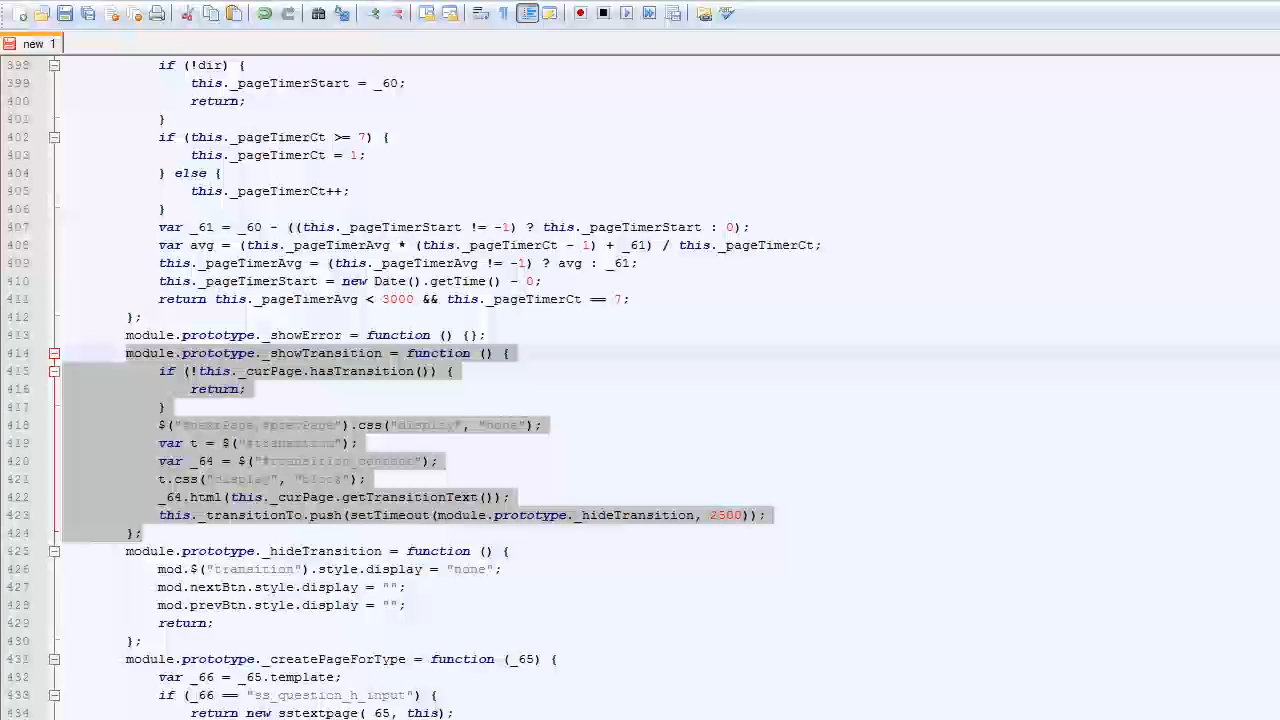 new 1
398 if (!dir) {
399 this._pageTimerStart = _60;
400 return;
401 }
402 if (this._pageTimerCt >= 7) {
403 this._pageTimerCt = 1;
404 } else {
405 this._pageTimerCt++;
406 }
407 var _61 = _60 - ((this._pageTimerStart != -1) ? this._pageTimerStart : 0);
408 var avg = (this._pageTimerAvg * (this._pageTimerCt - 1) + _61) / this._pageTimerCt;
409 this._pageTimerAvg = (this._pageTimerAvg != -1) ? avg : _61;
410 this._pageTimerStart = new Date().getTime() - 0;
411 return this._pageTimerAvg < 3000 && this._pageTimerCt == 7;
412 };
413 module.prototype._showError = function () {};
414 module.prototype._showTransition = function () {
415 if (!this._curPage.hasTransition()) {
416 return;
417 }
418 $("#nextPage,#prevPage").css("display", "none");
419 var t = $("#transition");
420 var _64 = $("#transition_content");
421 t.css("display", "block");
422 _64.html(this._curPage.getTransitionText());
423 this._transitionTo.push(setTimeout(module.prototype._hideTransition, 2500));
424 };
425 module.prototype._hideTransition = function () {
426 mod.$("transition").style.display = "none";
427 mod.nextBtn.style.display = "";
428 mod.prevBtn.style.display = "";
429 return;
430 };
431 module.prototype._createPageForType = function (_65) {
432 var _66 = _65.template;
433 if (_66 == "ss_question_h_input") {
434 return new sstextpage(_65, this);